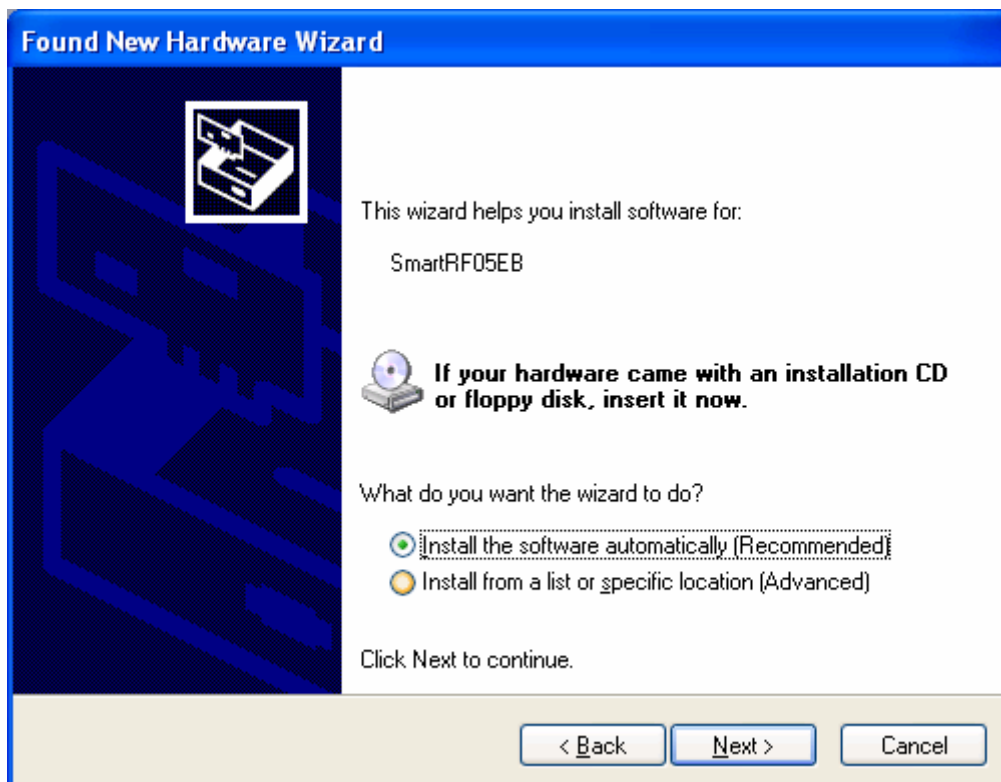 Found New Hardware Wizard
This wizard helps you install software for:
SmartRF05EB
If your hardware came with an installation CD
or floppy disk, insert it now.
What do you want the wizard to do?
Install the software automatically (Recommended)
Install from a list or specific location (Advanced)
Click Next to continue.
< Back
Next >
Cancel